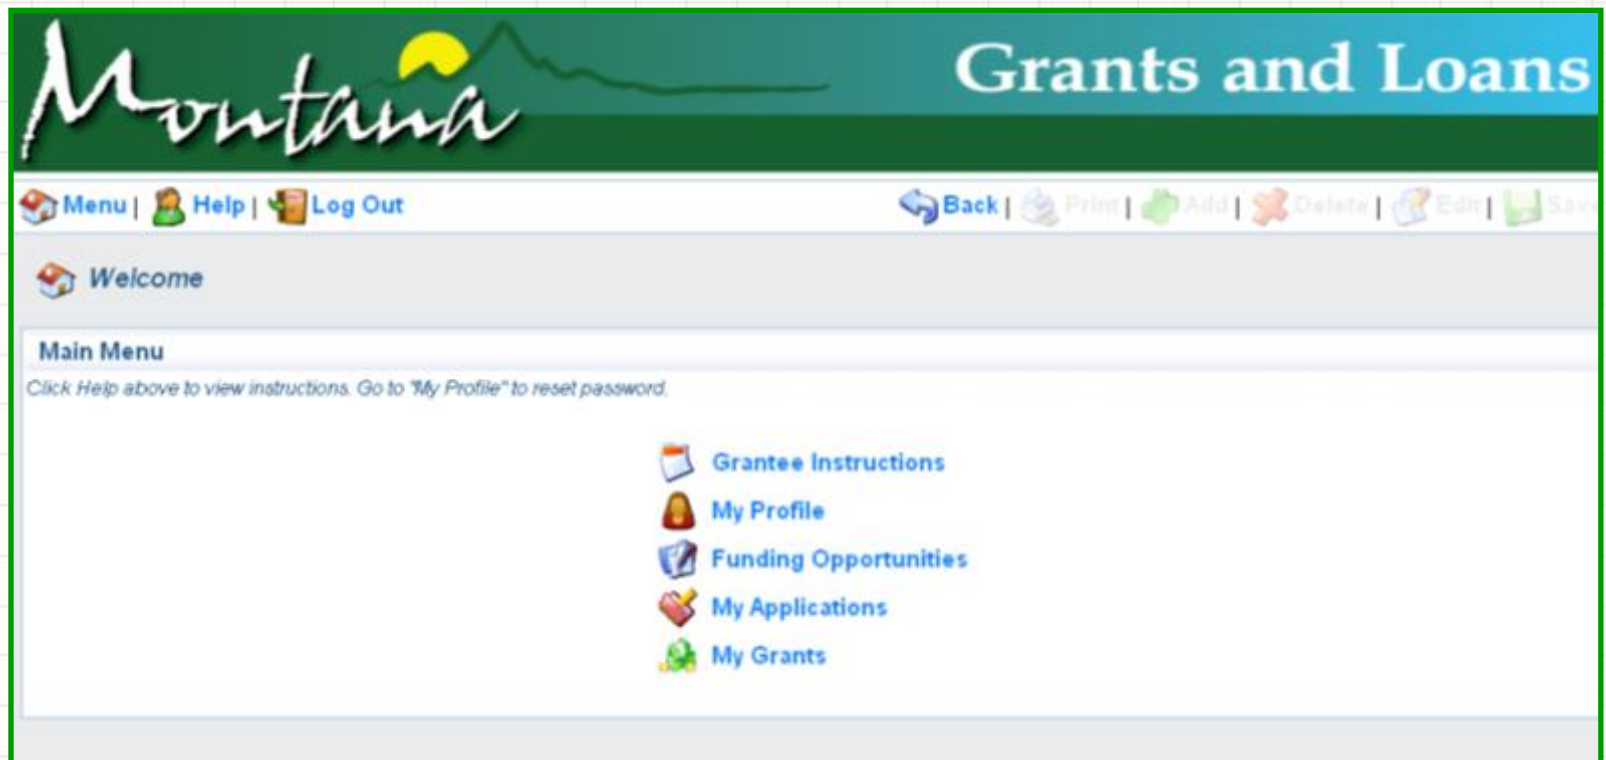 Montana
Grants and Loans
Menu | Help | Log Out
Back | Print | Add | Delete | Edit | Save
Welcome
Main Menu
Click Help above to view instructions. Go to "My Profile" to reset password.
Grantee Instructions
My Profile
Funding Opportunities
My Applications
My Grants